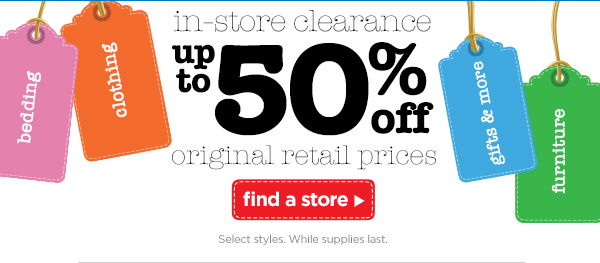 in-store clearance
up to 50% off
original retail prices
find a store
Select styles. While supplies last.
bedding
clothing
gifts & more
furniture